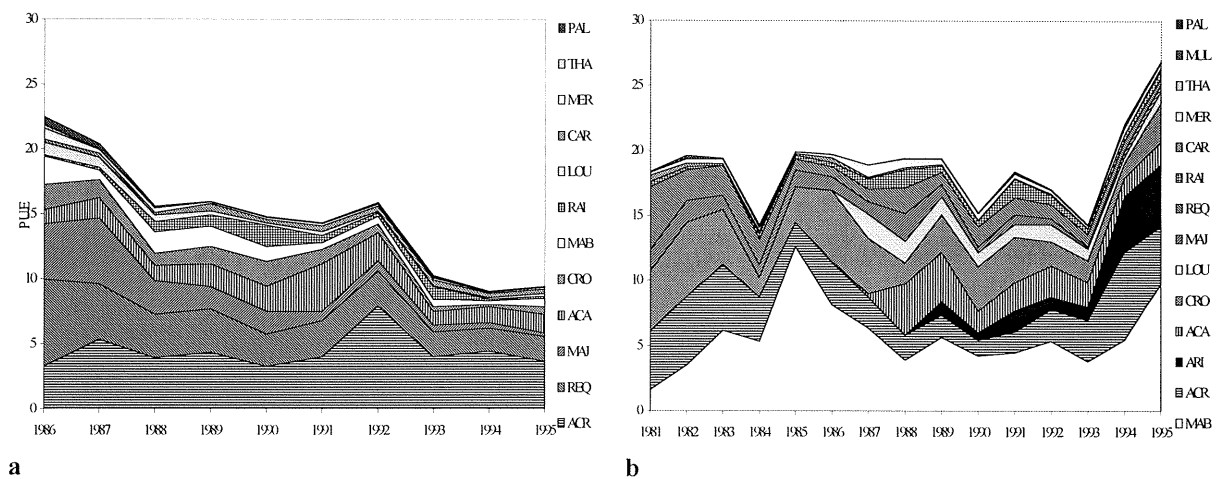 30
25
20
15
10
5
0
PUE
1986 1987 1988 1989 1990 1991 1992 1993 1994 1995
PAL
THA
MER
CAR
LOU
RAI
MAB
CRO
ACA
MAJ
REQ
ACR
a
30
25
20
15
10
5
0
1981 1982 1983 1984 1985 1986 1987 1988 1989 1990 1991 1992 1993 1994 1995
PAL
MUL
THA
MER
CAR
RAI
REQ
MAJ
LOU
CRO
ACA
ARI
ACR
MAB
b